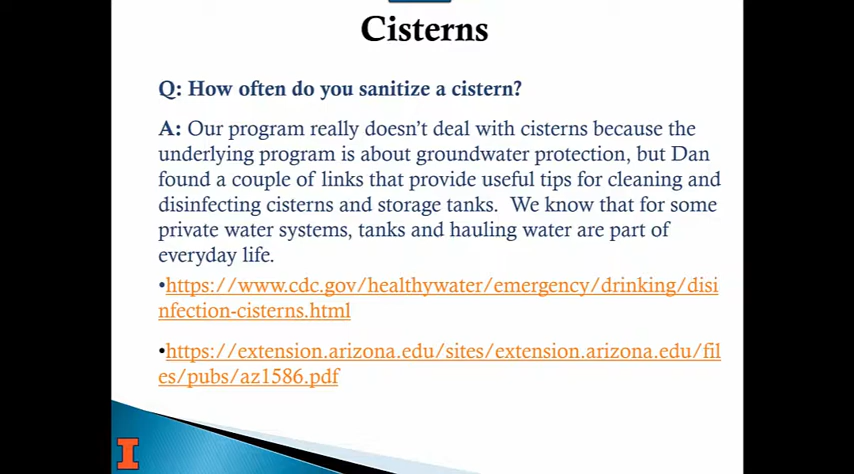 Cisterns
Q: How often do you sanitize a cistern?
A: Our program really doesn't deal with cisterns because the
underlying program is about groundwater protection, but Dan
found a couple of links that provide useful tips for cleaning and
disinfecting cisterns and storage tanks.  We know that for some
private water systems, tanks and hauling water are part of
everyday life.
•https://www.cdc.gov/healthywater/emergency/drinking/disi
nfection-cisterns.html
•https://extension.arizona.edu/sites/extension.arizona.edu/fil
es/pubs/az1586.pdf
I